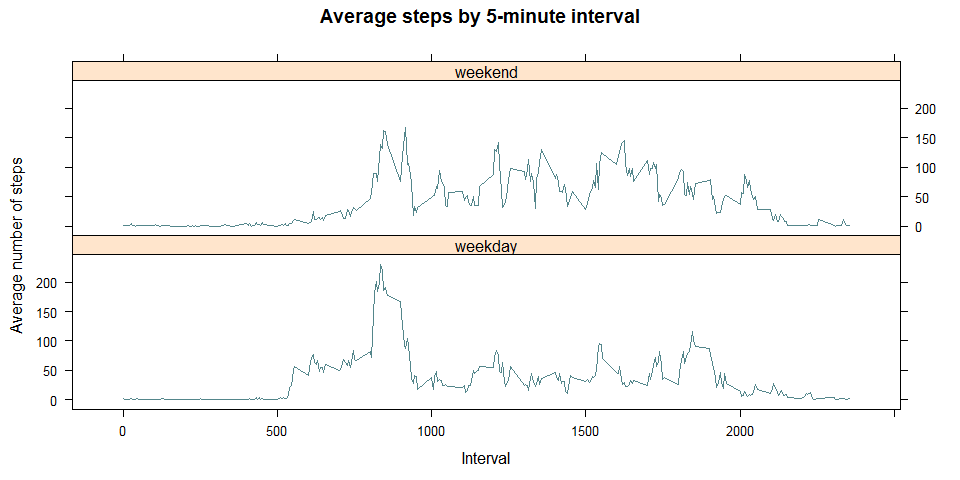 Average steps by 5-minute interval
weekend
200
150
100
50
0
weekday
200
150
100
50
0
Average number of steps
0 500 1000 1500 2000
Interval